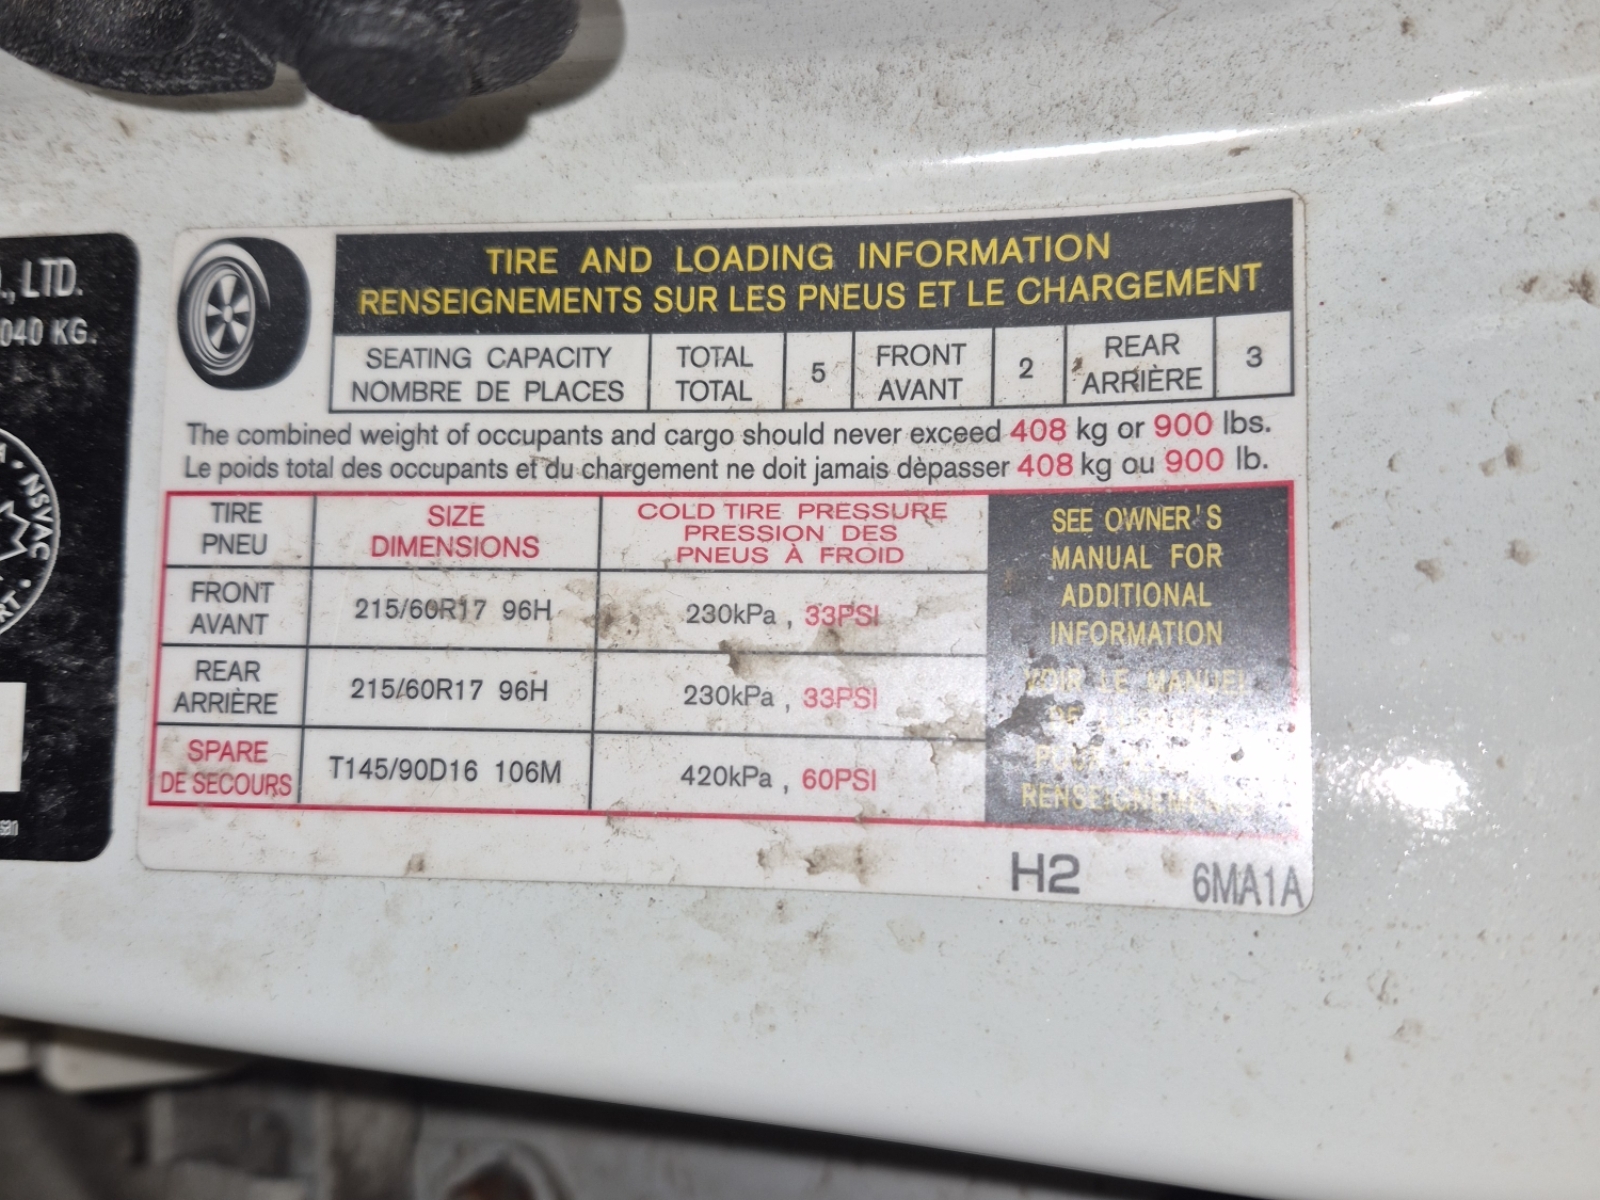 ., LTD.
040 KG.
NSVAC
TIRE AND LOADING INFORMATION
RENSEIGNEMENTS SUR LES PNEUS ET LE CHARGEMENT
SEATING CAPACITY TOTAL 5 FRONT 2 REAR 3
NOMBRE DE PLACES TOTAL AVANT ARRIÈRE
The combined weight of occupants and cargo should never exceed 408 kg or 900 lbs.
Le poids total des occupants et du chargement ne doit jamais dèpasser 408 kg ou 900 lb.
TIRE
PNEU
SIZE
DIMENSIONS
COLD TIRE PRESSURE
PRESSION DES
PNEUS À FROID
FRONT
AVANT
215/60R17 96H
230kPa , 33PSI
REAR
ARRIÈRE
215/60R17 96H
230kPa , 33PSI
SPARE
DE SECOURS
T145/90D16 106M
420kPa , 60PSI
SEE OWNER'S
MANUAL FOR
ADDITIONAL
INFORMATION
VOIR LE MANUEL
H2 6MA1A